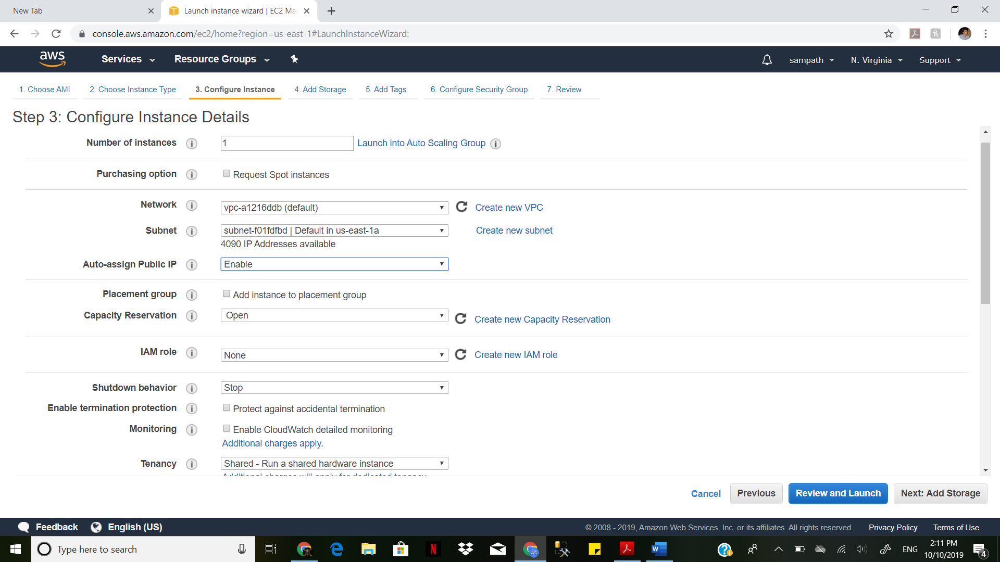 New Tab
Launch instance wizard | EC2 Ma
console.aws.amazon.com/ec2/home?region=us-east-1#LaunchInstanceWizard:
aws Services Resource Groups sampath N. Virginia Support
1. Choose AMI 2. Choose Instance Type 3. Configure Instance 4. Add Storage 5. Add Tags 6. Configure Security Group 7. Review
Step 3: Configure Instance Details
Number of instances 1 Launch into Auto Scaling Group
Purchasing option Request Spot instances
Network vpc-a1216ddb (default) Create new VPC
Subnet subnet-f01fdfbd | Default in us-east-1a Create new subnet
4090 IP Addresses available
Auto-assign Public IP Enable
Placement group Add instance to placement group
Capacity Reservation Open Create new Capacity Reservation
IAM role None Create new IAM role
Shutdown behavior Stop
Enable termination protection Protect against accidental termination
Monitoring Enable CloudWatch detailed monitoring
Additional charges apply.
Tenancy Shared - Run a shared hardware instance
Additional charges will apply for dedicated tenancy.
Cancel Previous Review and Launch Next: Add Storage
Feedback English (US) © 2008 - 2019, Amazon Web Services, Inc. or its affiliates. All rights reserved. Privacy Policy Terms of Use
Type here to search ENG 2:11 PM
10/10/2019 4